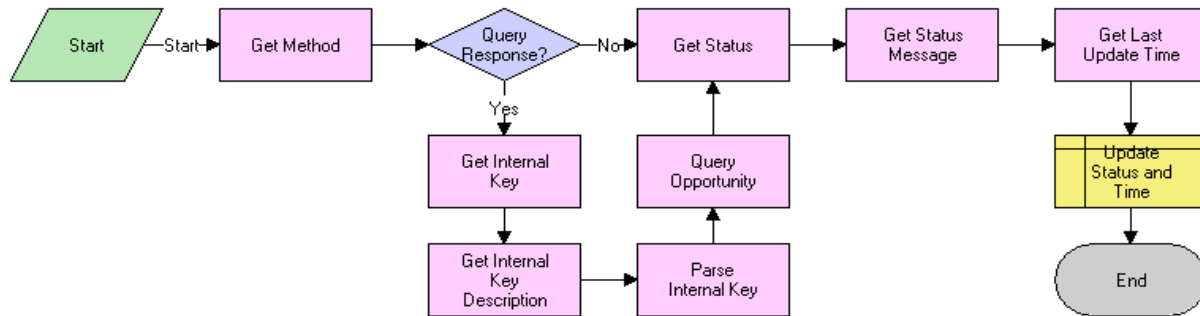 Start
Start
Get Method
Query
Response?
No
Get Status
Get Status
Message
Get Last
Update Time
Yes
Get Internal
Key
Query
Opportunity
Update
Status and
Time
Get Internal
Key
Description
Parse
Internal Key
End